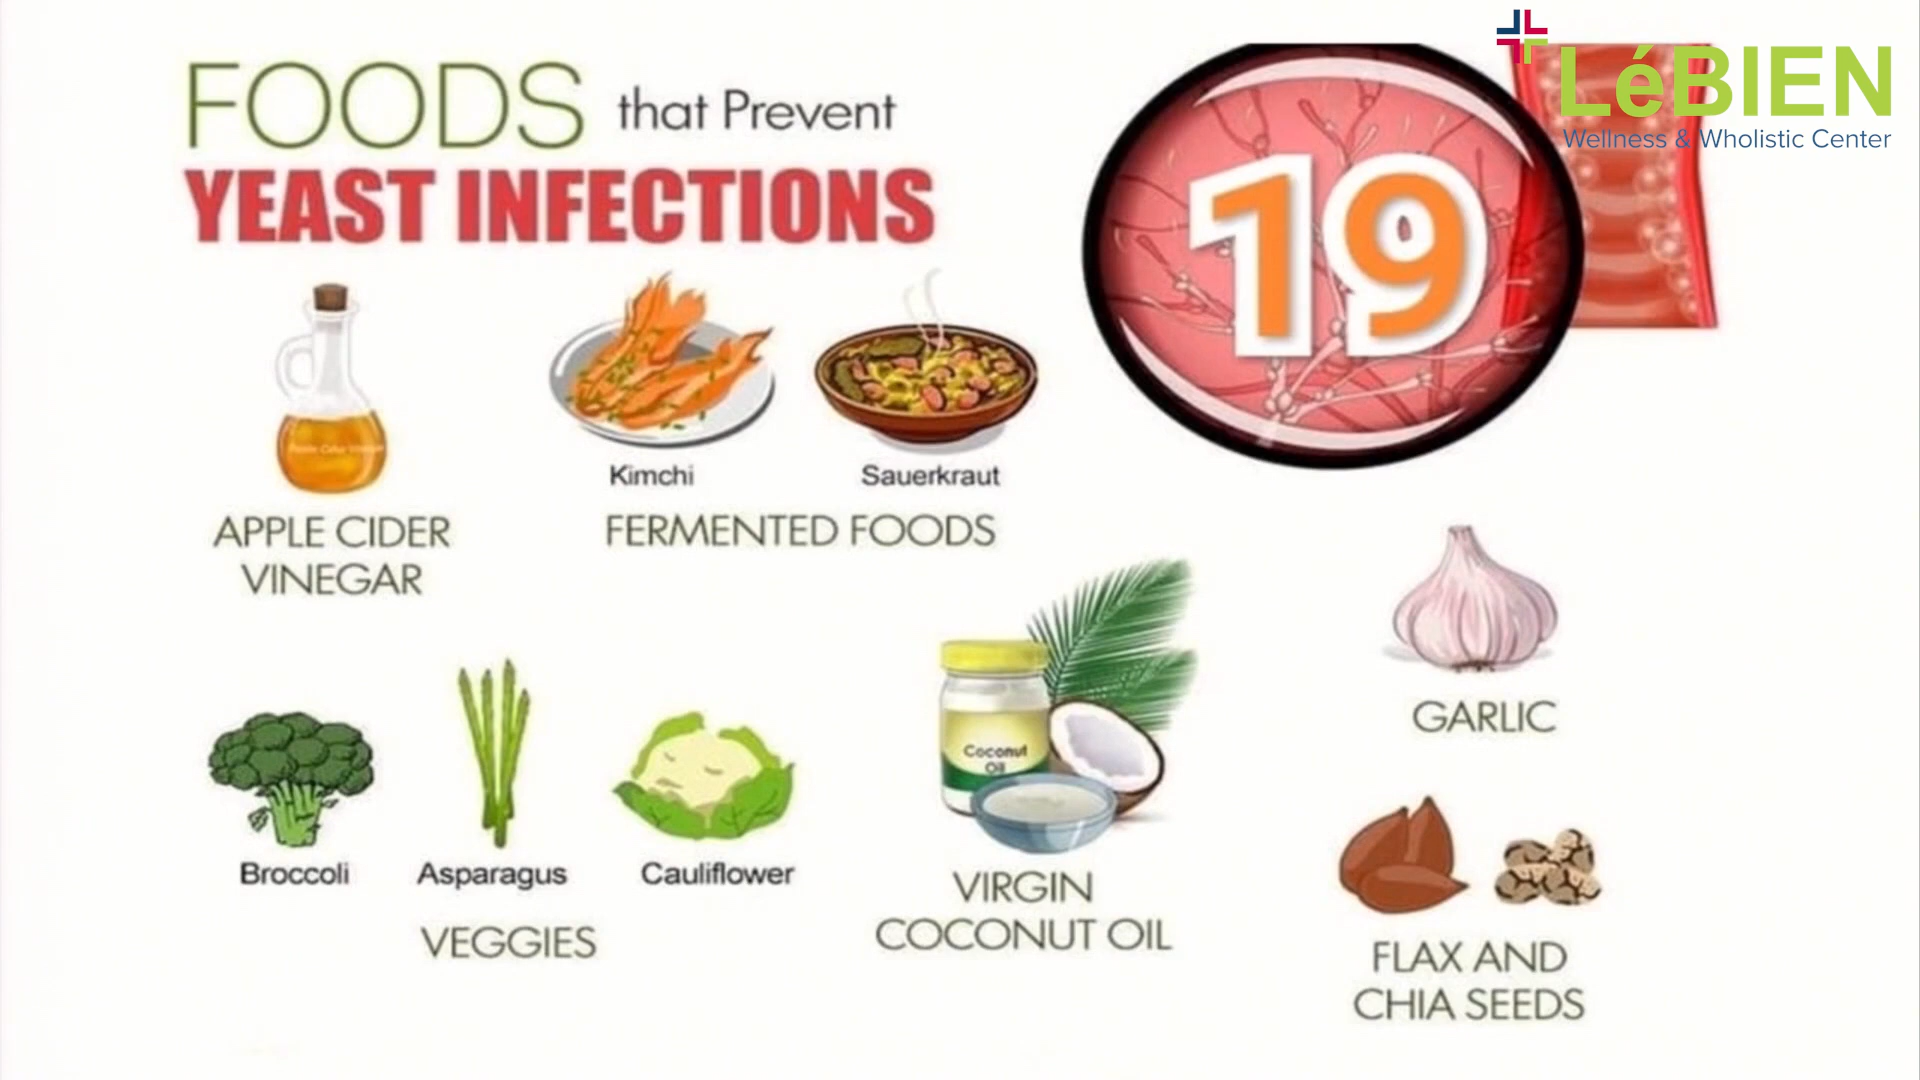 FOODS that Prevent
YEAST INFECTIONS
19
LéBIEN
Wellness & Wholistic Center
Kimchi
Sauerkraut
APPLE CIDER
VINEGAR
FERMENTED FOODS
GARLIC
Broccoli
Asparagus
Cauliflower
VEGGIES
Coconut
Oil
VIRGIN
COCONUT OIL
FLAX AND
CHIA SEEDS